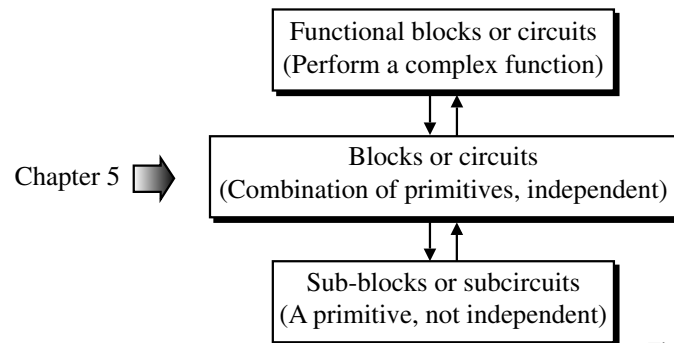 Functional blocks or circuits
(Perform a complex function)
Chapter 5
Blocks or circuits
(Combination of primitives, independent)
Sub-blocks or subcircuits
(A primitive, not independent)